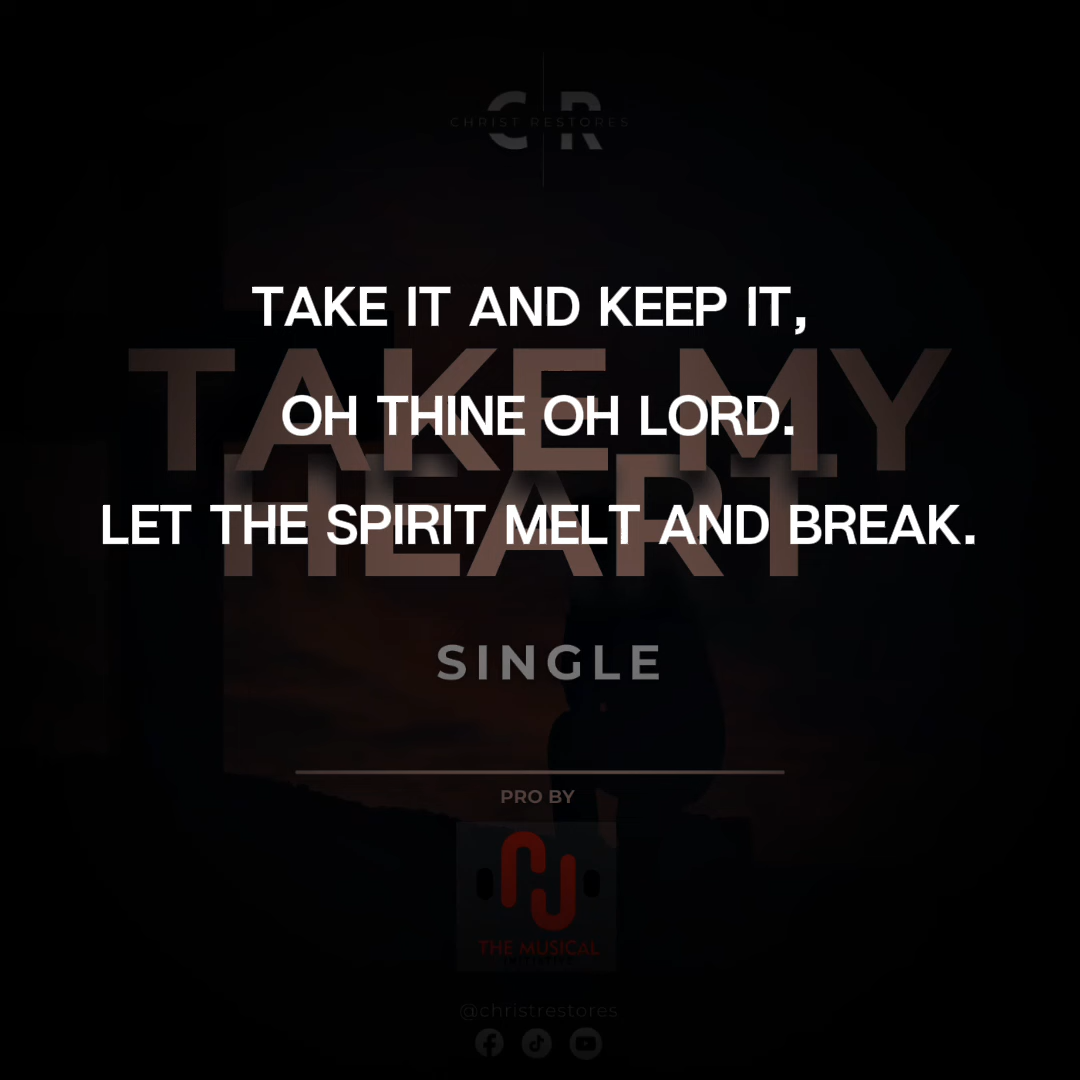 CR
CHRIST RESTORES
TAKE IT AND KEEP IT,
TAKE MY
OH THINE OH LORD.
HEART
LET THE SPIRIT MELT AND BREAK.
SINGLE
PRO BY
THE MUSICAL
@christrestores